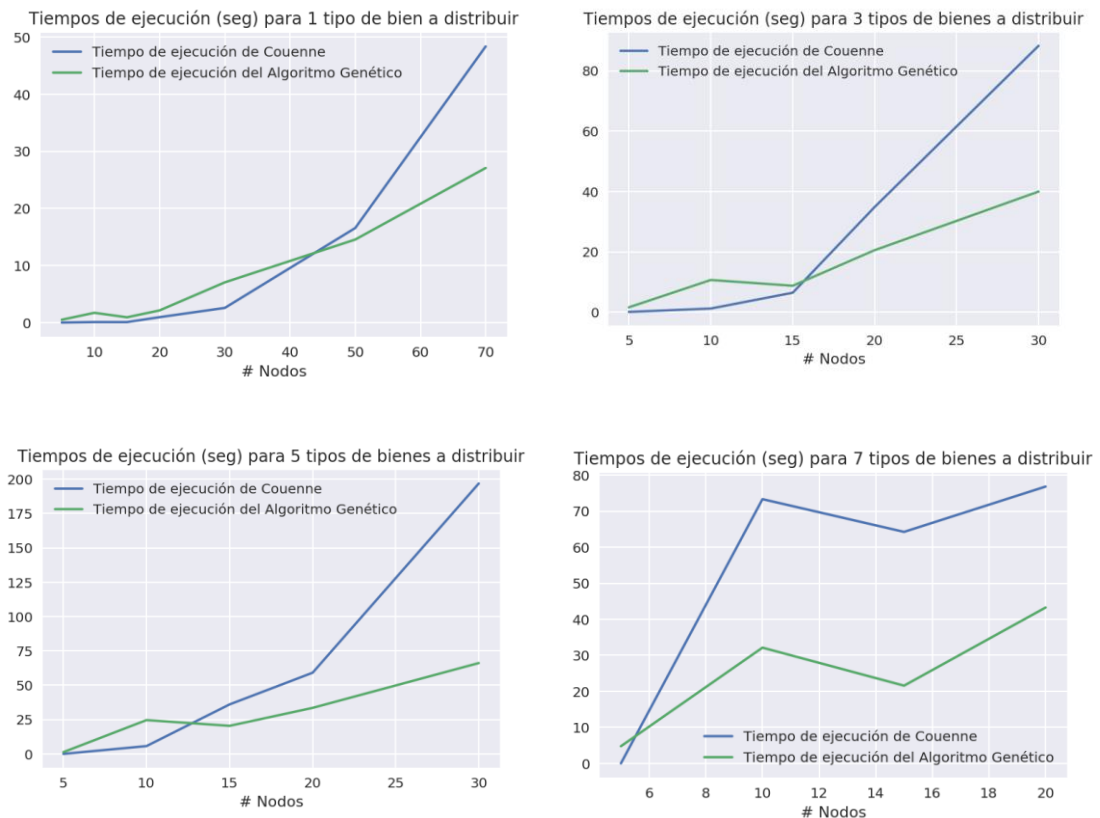 Tiempos de ejecución (seg) para 1 tipo de bien a distribuir
50
40
30
20
10
0
Tiempo de ejecución de Couenne
Tiempo de ejecución del Algoritmo Genético
10 20 30 40 50 60 70
# Nodos
Tiempos de ejecución (seg) para 3 tipos de bienes a distribuir
80
60
40
20
0
Tiempo de ejecución de Couenne
Tiempo de ejecución del Algoritmo Genético
5 10 15 20 25 30
# Nodos
Tiempos de ejecución (seg) para 5 tipos de bienes a distribuir
200
175
150
125
100
75
50
25
0
Tiempo de ejecución de Couenne
Tiempo de ejecución del Algoritmo Genético
5 10 15 20 25 30
# Nodos
Tiempos de ejecución (seg) para 7 tipos de bienes a distribuir
80
70
60
50
40
30
20
10
0
Tiempo de ejecución de Couenne
Tiempo de ejecución del Algoritmo Genético
6 8 10 12 14 16 18 20
# Nodos